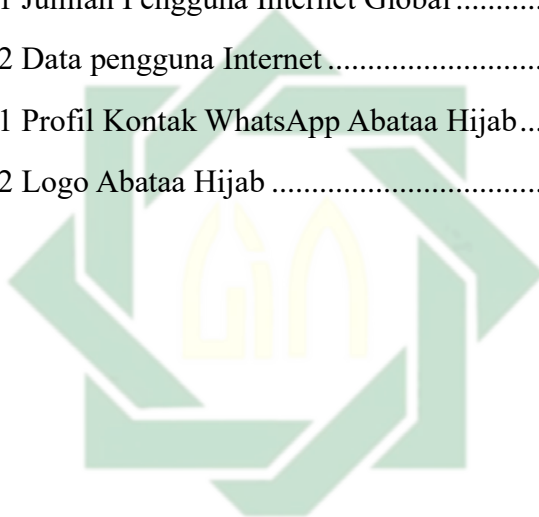 1 Jumlah Pengguna Internet Global............
2 Data pengguna Internet...........................
1 Profil Kontak WhatsApp Abataa Hijab...
2 Logo Abataa Hijab..................................